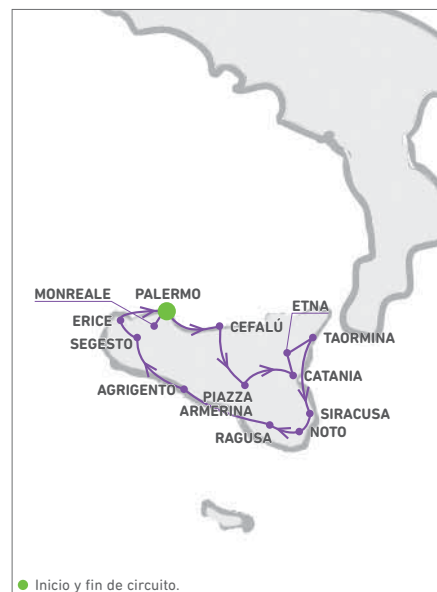 ETNA
MONREALE
PALERMO
TAORMINA
ERICE
CEFALÚ
SEGESTO
CATANIA
AGRIGENTO
PIAZZA
ARMERINA
SIRACUSA
RAGUSA
NOTO
Inicio y fin de circuito.